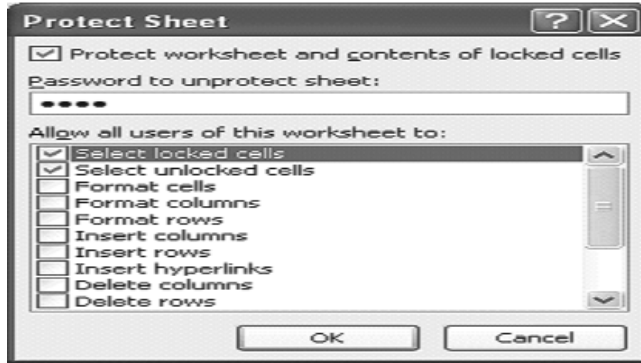 Protect Sheet
Protect worksheet and contents of locked cells
Password to unprotect sheet:
••••
Allow all users of this worksheet to:
Select locked cells
Select unlocked cells
Format cells
Format columns
Format rows
Insert columns
Insert rows
Insert hyperlinks
Delete columns
Delete rows
OK Cancel